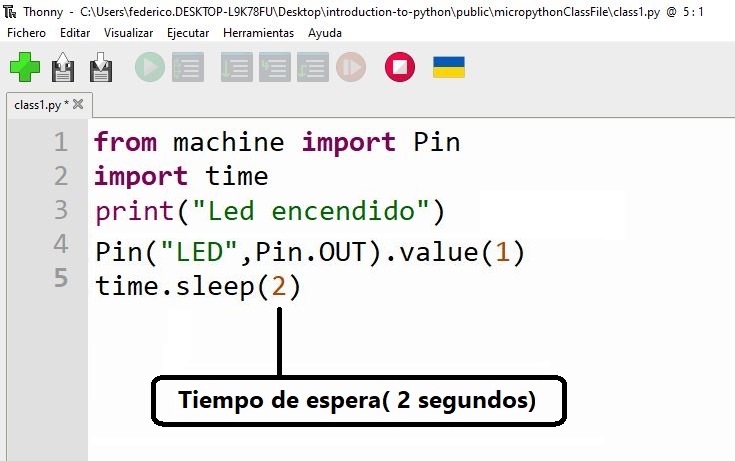 Thonny - C:\Users\federico.DESKTOP-L9K78FU\Desktop\introduction-to-python\public\micropythonClassFile\class1.py @ 5:1
Fichero Editar Visualizar Ejecutar Herramientas Ayuda
class1.py *
1 from machine import Pin
2 import time
3 print("Led encendido")
4 Pin("LED",Pin.OUT).value(1)
5 time.sleep(2)
Tiempo de espera( 2 segundos)